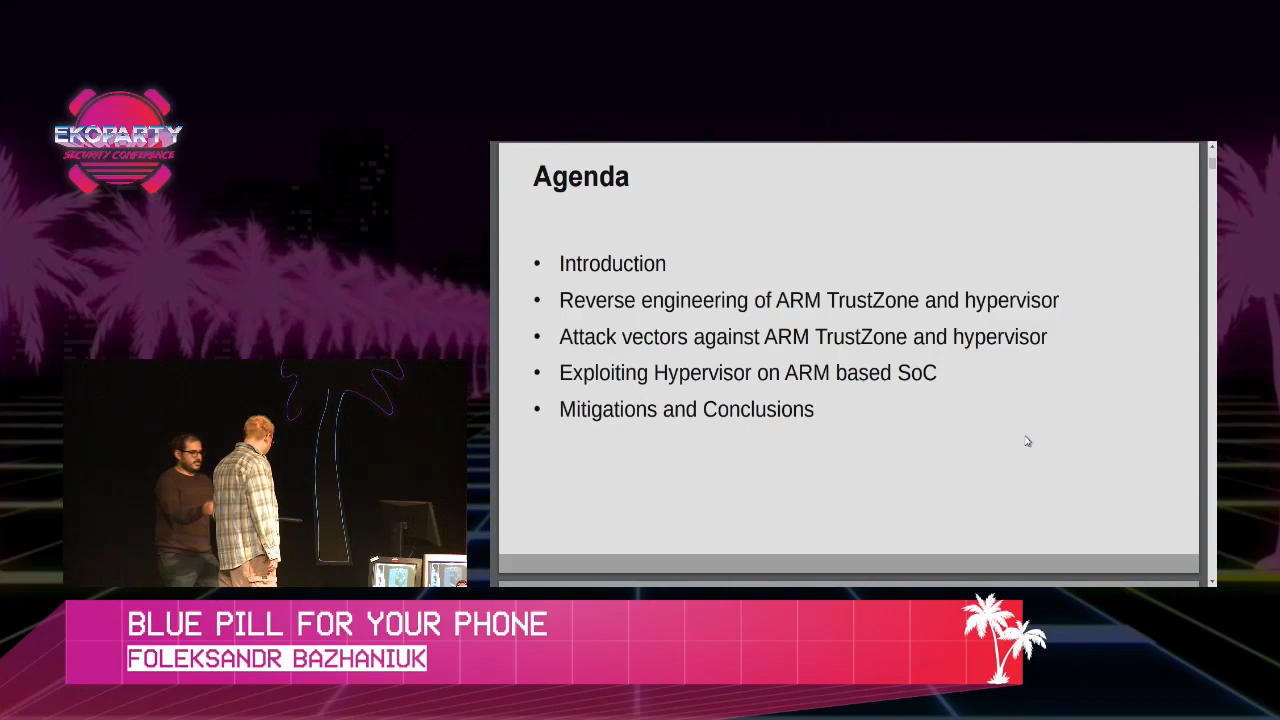 EKOPARTY
SECURITY CONFERENCE
Agenda
• Introduction
• Reverse engineering of ARM TrustZone and hypervisor
• Attack vectors against ARM TrustZone and hypervisor
• Exploiting Hypervisor on ARM based SoC
• Mitigations and Conclusions
BLUE PILL FOR YOUR PHONE
FOLEKSANDR BAZHANIUK